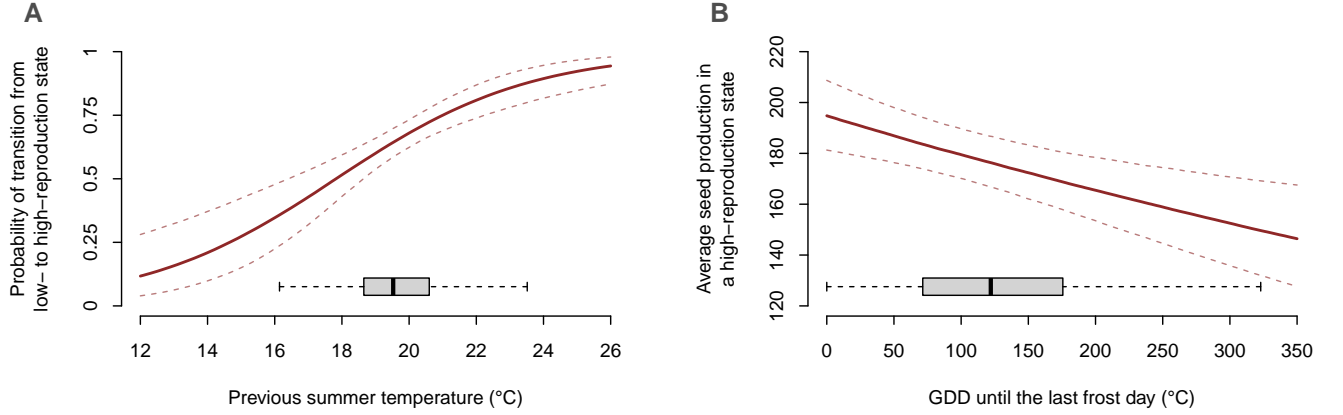 A
Probability of transition from
low− to high−reproduction state
0
0.25
0.5
0.75
1
12 14 16 18 20 22 24 26
Previous summer temperature (°C)
B
Average seed production in
a high−reproduction state
120
140
160
180
200
220
0 50 100 150 200 250 300 350
GDD until the last frost day (°C)